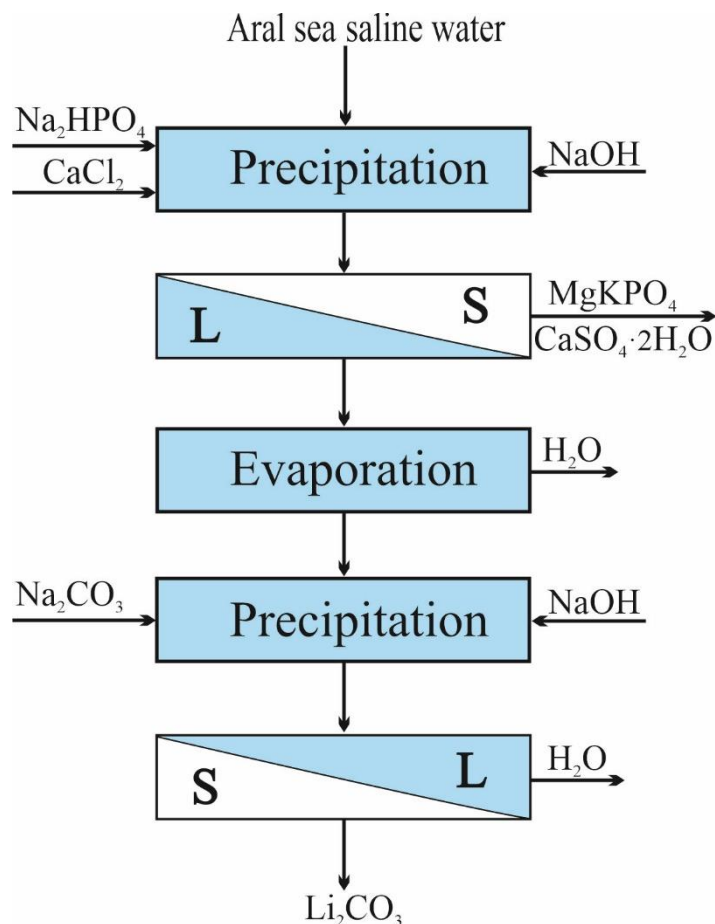 Aral sea saline water
Na₂HPO₄
CaCl₂
Precipitation
NaOH
L
S
MgKPO₄
CaSO₄·2H₂O
Evaporation
H₂O
Na₂CO₃
Precipitation
NaOH
S
L
H₂O
Li₂CO₃